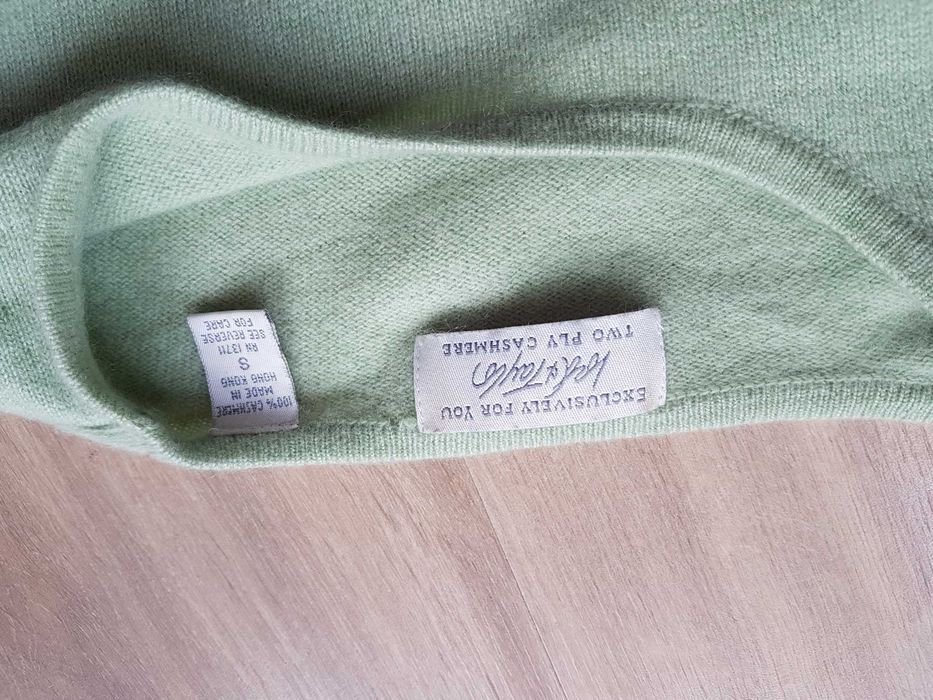 EXCLUSIVELY FOR YOU
Lord & Taylor
TWO PLY CASHMERE
100% CASHMERE
MADE IN
HONG KONG
S
RN 13711
SEE REVERSE
FOR CARE